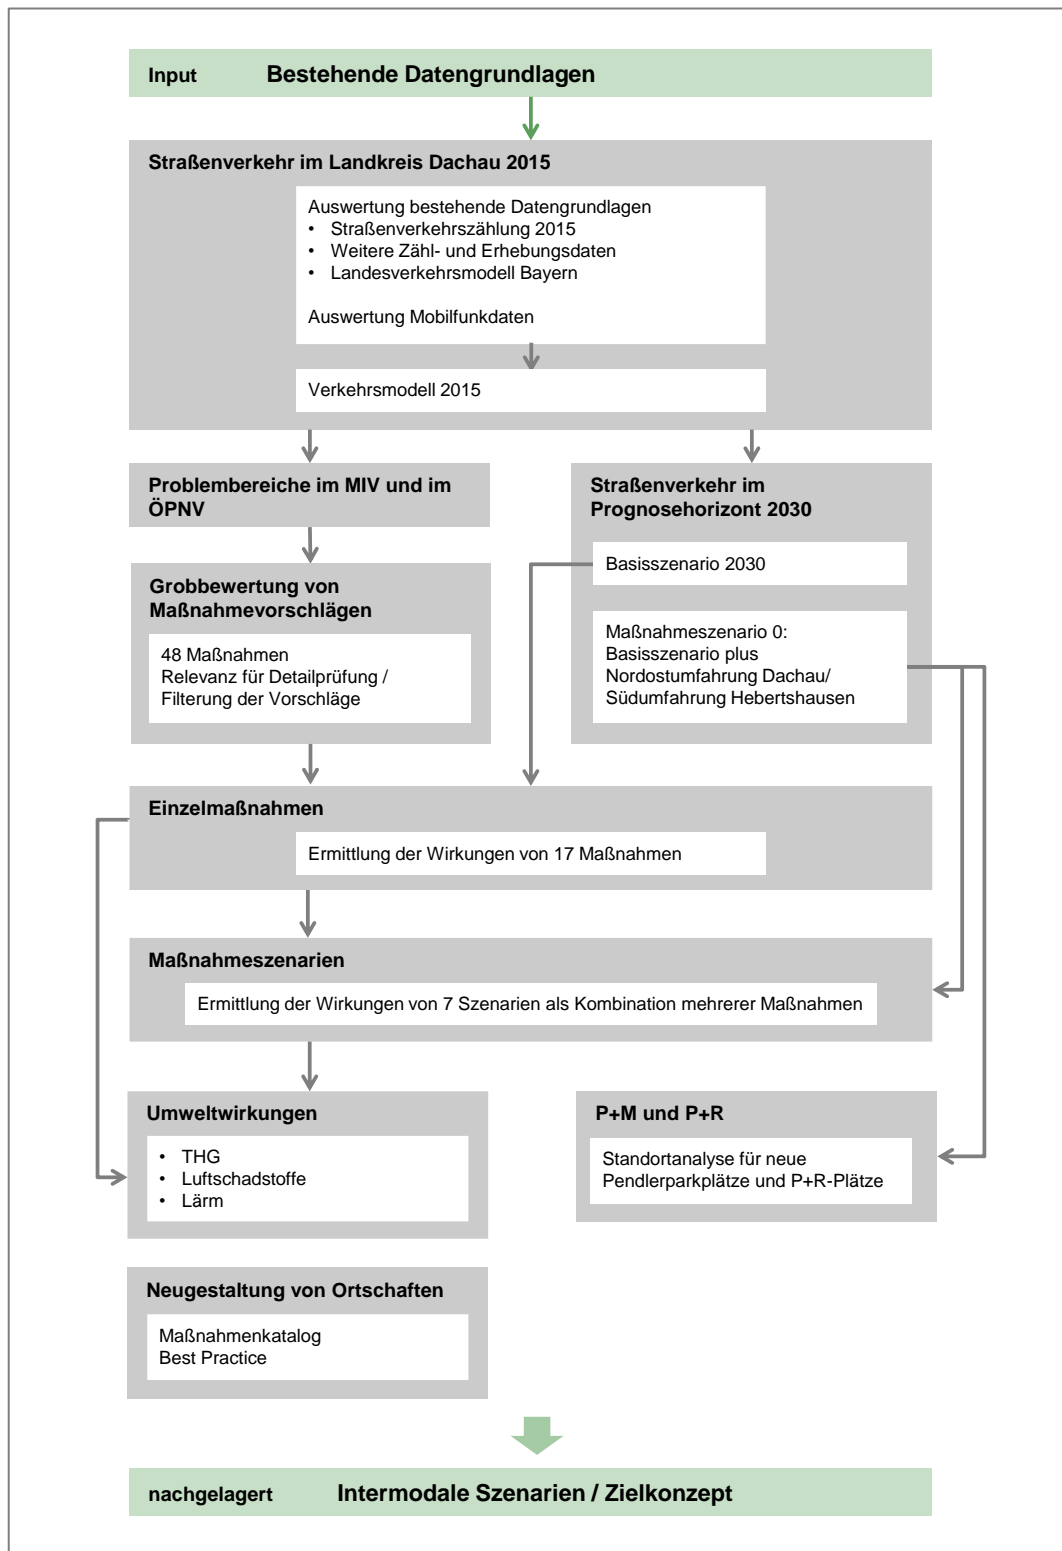 Input Bestehende Datengrundlagen
Straßenverkehr im Landkreis Dachau 2015
Auswertung bestehende Datengrundlagen
• Straßenverkehrszählung 2015
• Weitere Zähl- und Erhebungsdaten
• Landesverkehrsmodell Bayern
Auswertung Mobilfunkdaten
Verkehrsmodell 2015
Problembereiche im MIV und im
ÖPNV
Straßenverkehr im
Prognosehorizont 2030
Basisszenario 2030
Maßnahmeszenario 0:
Basisszenario plus
Nordostumfahrung Dachau/
Südumfahrung Hebertshausen
Grobbewertung von
Maßnahmevorschlägen
48 Maßnahmen
Relevanz für Detailprüfung /
Filterung der Vorschläge
Einzelmaßnahmen
Ermittlung der Wirkungen von 17 Maßnahmen
Maßnahmeszenarien
Ermittlung der Wirkungen von 7 Szenarien als Kombination mehrerer Maßnahmen
Umweltwirkungen
• THG
• Luftschadstoffe
• Lärm
P+M und P+R
Standortanalyse für neue
Pendlerparkplätze und P+R-Plätze
Neugestaltung von Ortschaften
Maßnahmenkatalog
Best Practice
nachgelagert Intermodale Szenarien / Zielkonzept